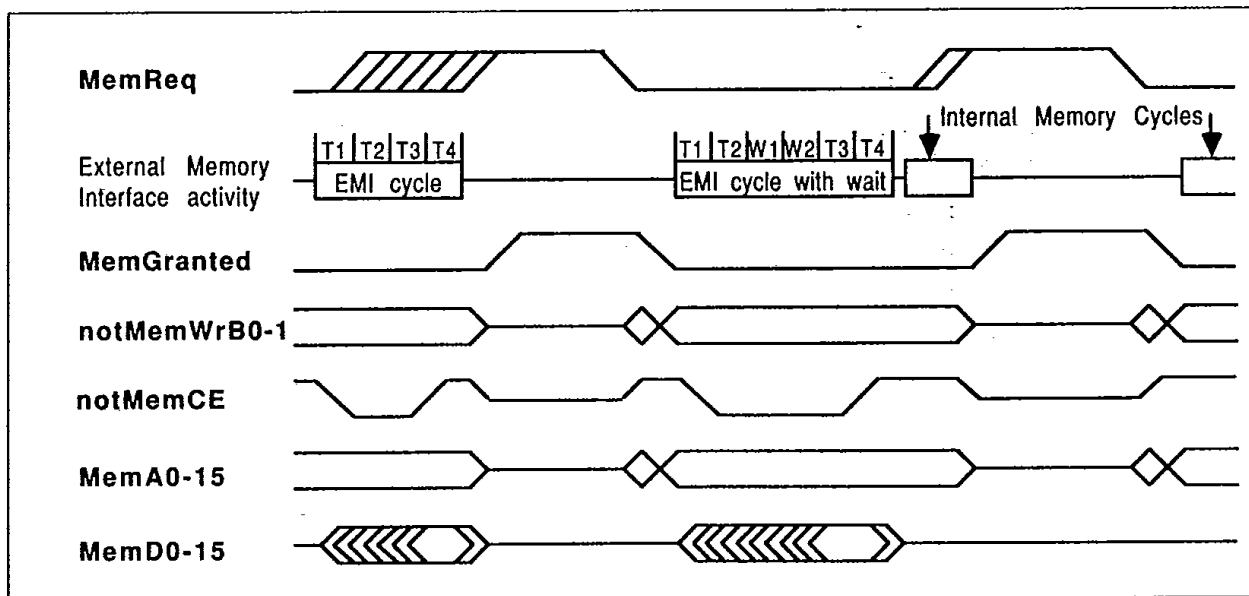 MemReq
Internal Memory Cycles
T1 T2 T3 T4
T1 T2 W1 W2 T3 T4
External Memory
Interface activity
EMI cycle
EMI cycle with wait
MemGranted
notMemWrB0-1
notMemCE
MemA0-15
MemD0-15